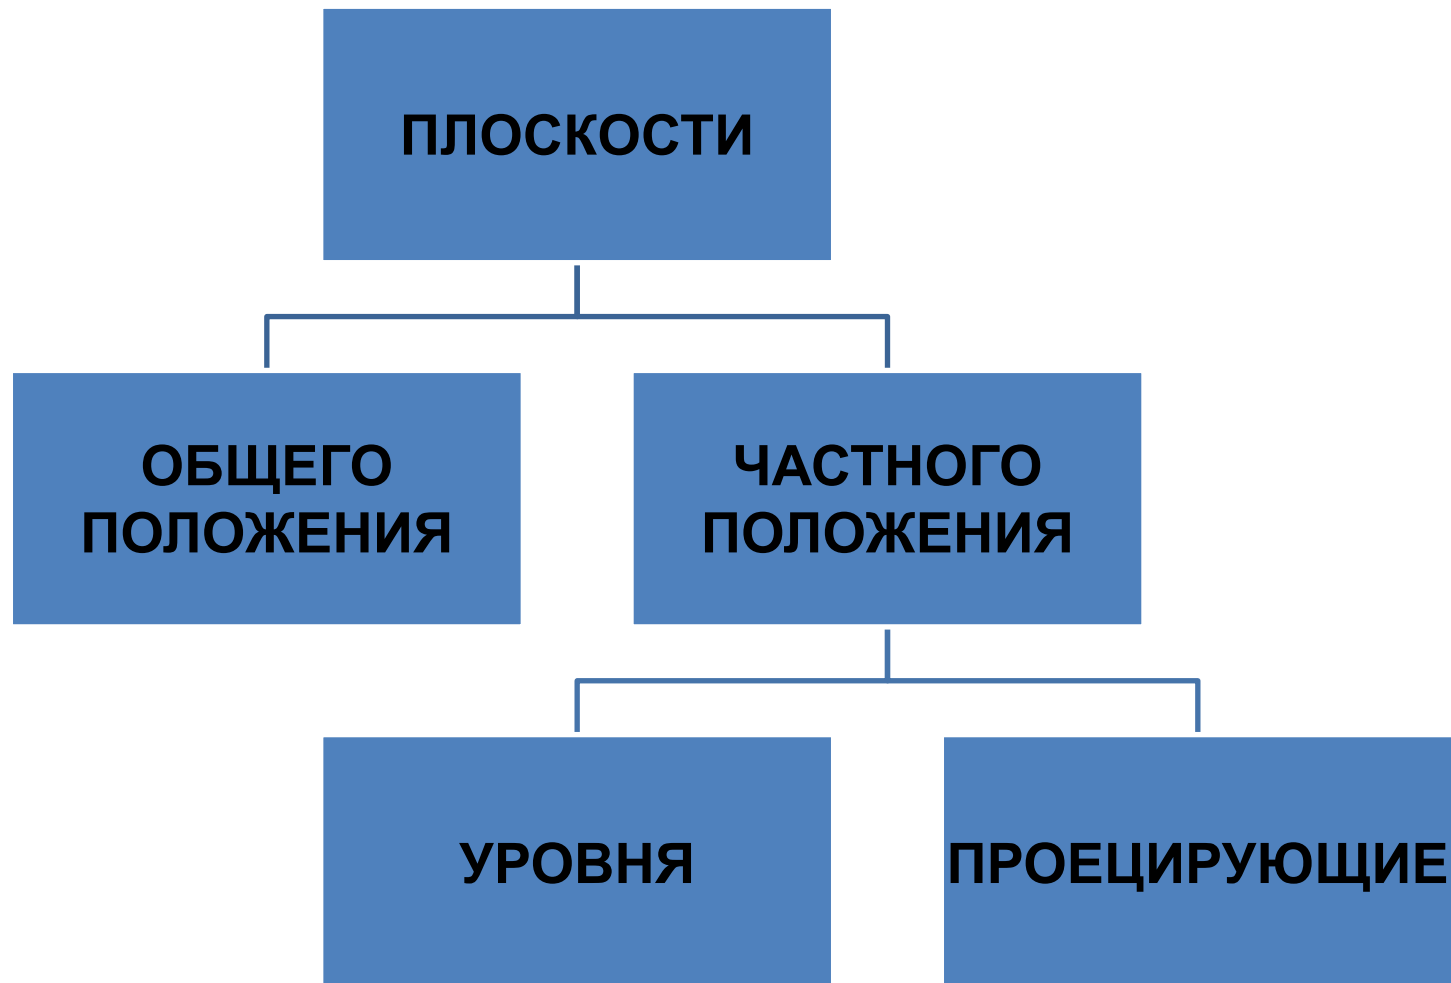 ПЛОСКОСТИ
ОБЩЕГО
ПОЛОЖЕНИЯ
ЧАСТНОГО
ПОЛОЖЕНИЯ
УРОВНЯ
ПРОЕЦИРУЮЩИЕ